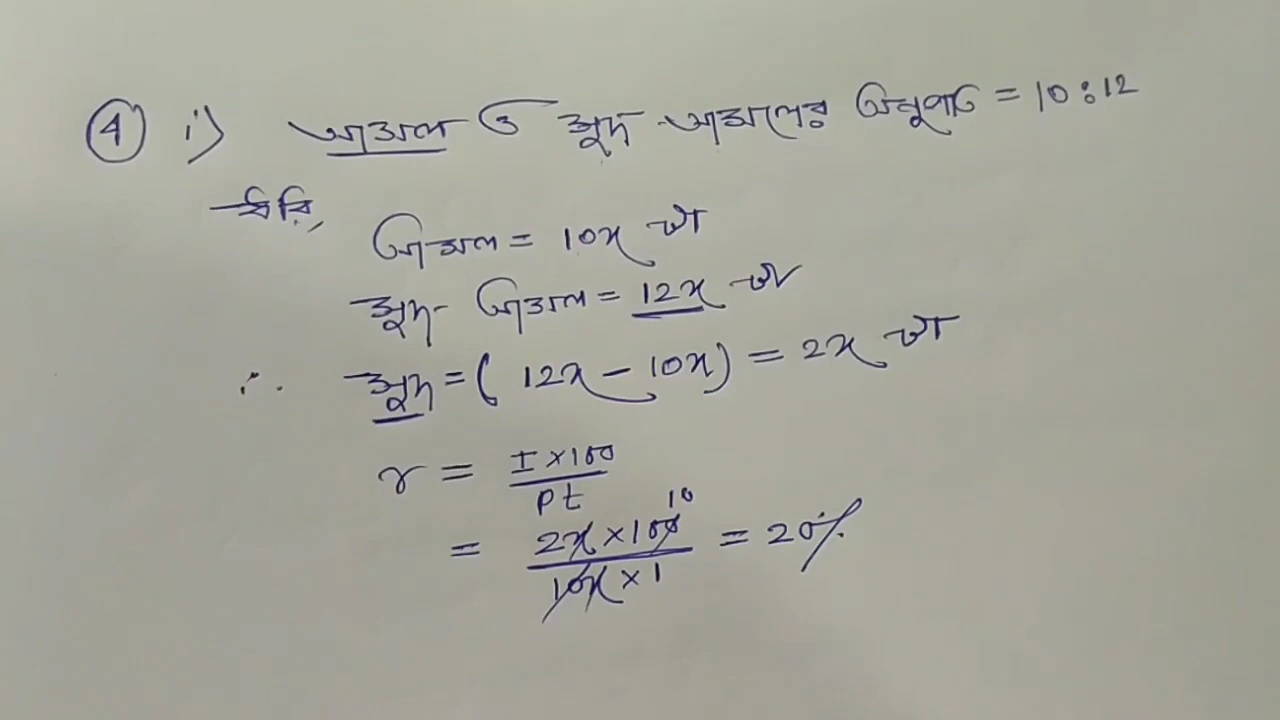 ④ i) আসল ও সুদ-আসলের অনুপাত = 10:12
ধরি,
আসল = 10x টা
সুদ-আসল = 12x টা
∴ সুদ = (12x – 10x) = 2x টা
r = I×100 / Pt
= 2x×100 / 10x×1 = 20%
10